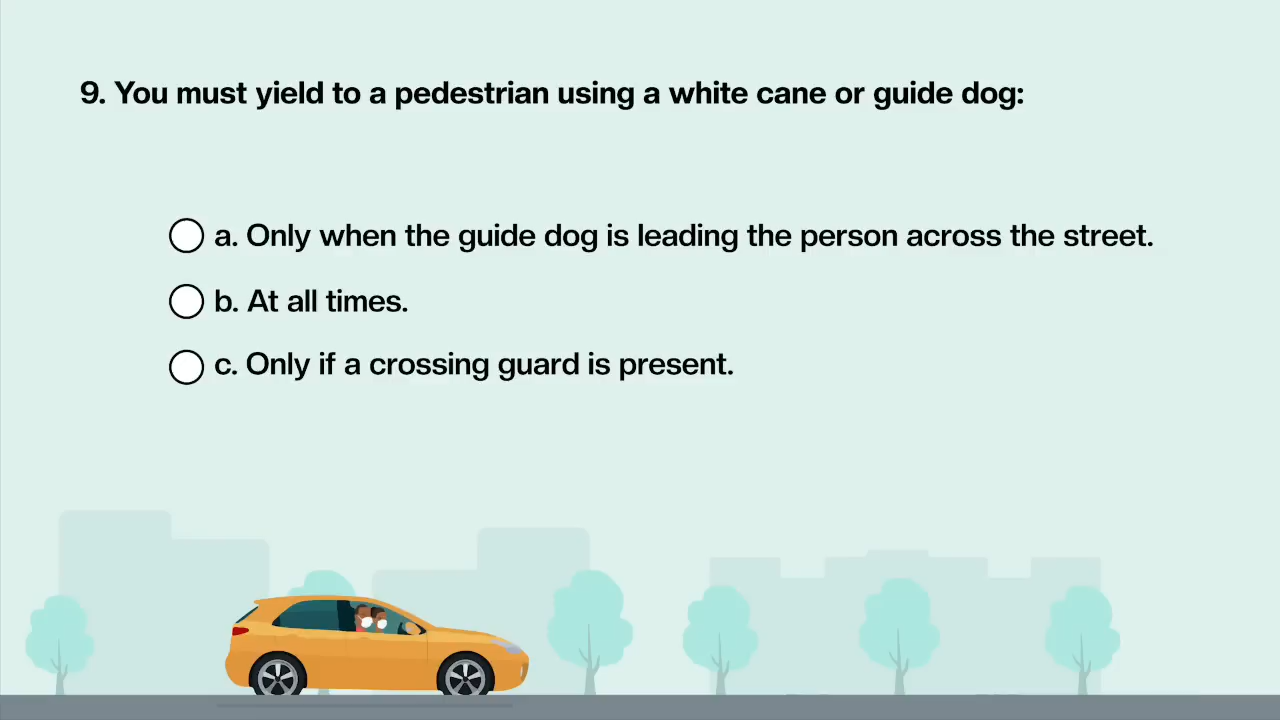 9. You must yield to a pedestrian using a white cane or guide dog:
a. Only when the guide dog is leading the person across the street.
b. At all times.
c. Only if a crossing guard is present.